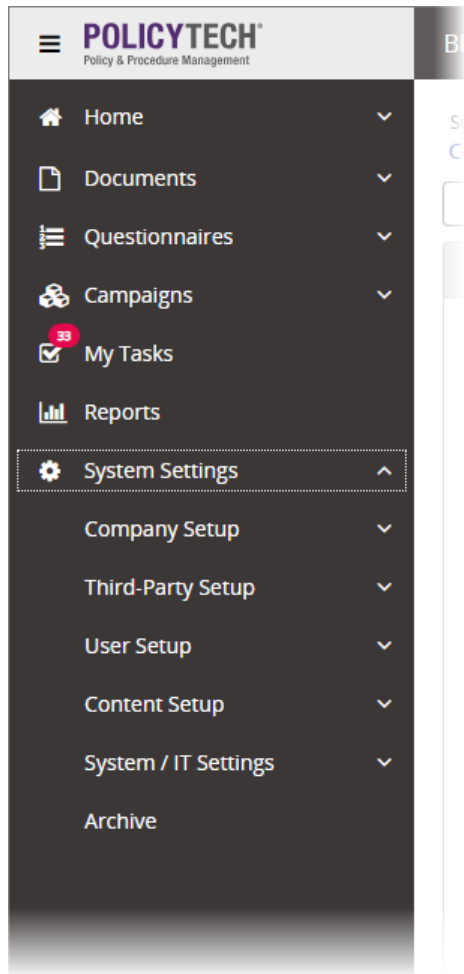 POLICYTECH®
Policy & Procedure Management
Home
Documents
Questionnaires
Campaigns
33
My Tasks
Reports
System Settings
Company Setup
Third-Party Setup
User Setup
Content Setup
System / IT Settings
Archive